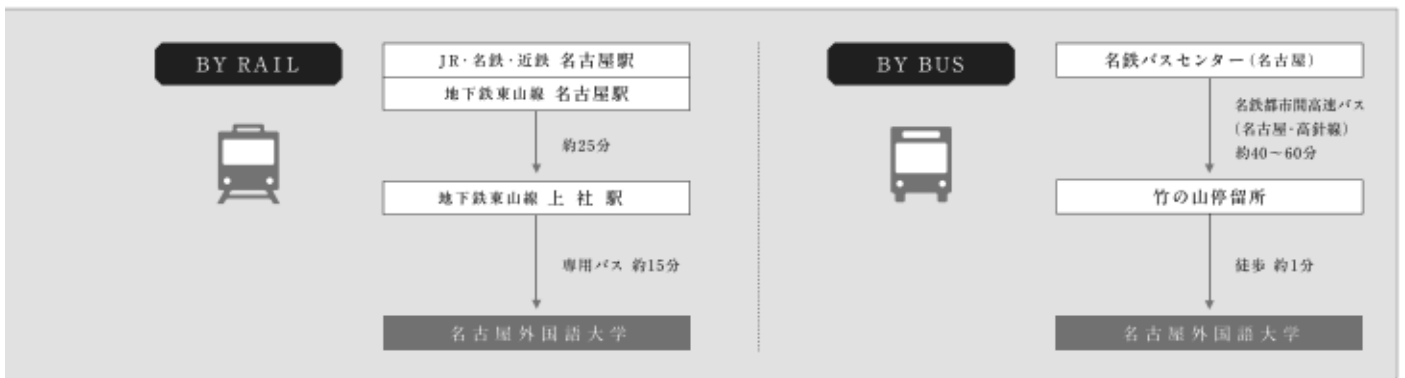 BY RAIL
JR・名鉄・近鉄 名古屋駅
地下鉄東山線 名古屋駅
約25分
地下鉄東山線 上 社 駅
専用バス 約15分
名古屋外国語大学
BY BUS
名鉄バスセンター(名古屋)
名鉄都市間高速バス
(名古屋・高針線)
約40〜60分
竹の山停留所
徒歩 約1分
名古屋外国語大学